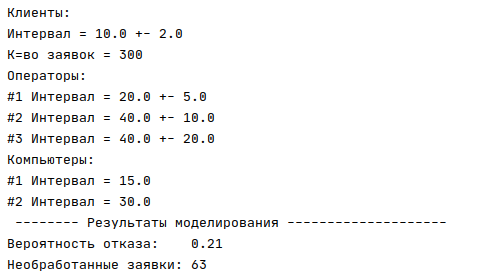 Клиенты:
Интервал = 10.0 +- 2.0
К=во заявок = 300
Операторы:
#1 Интервал = 20.0 +- 5.0
#2 Интервал = 40.0 +- 10.0
#3 Интервал = 40.0 +- 20.0
Компьютеры:
#1 Интервал = 15.0
#2 Интервал = 30.0
-------- Результаты моделирования --------------------
Вероятность отказа: 0.21
Необработанные заявки: 63